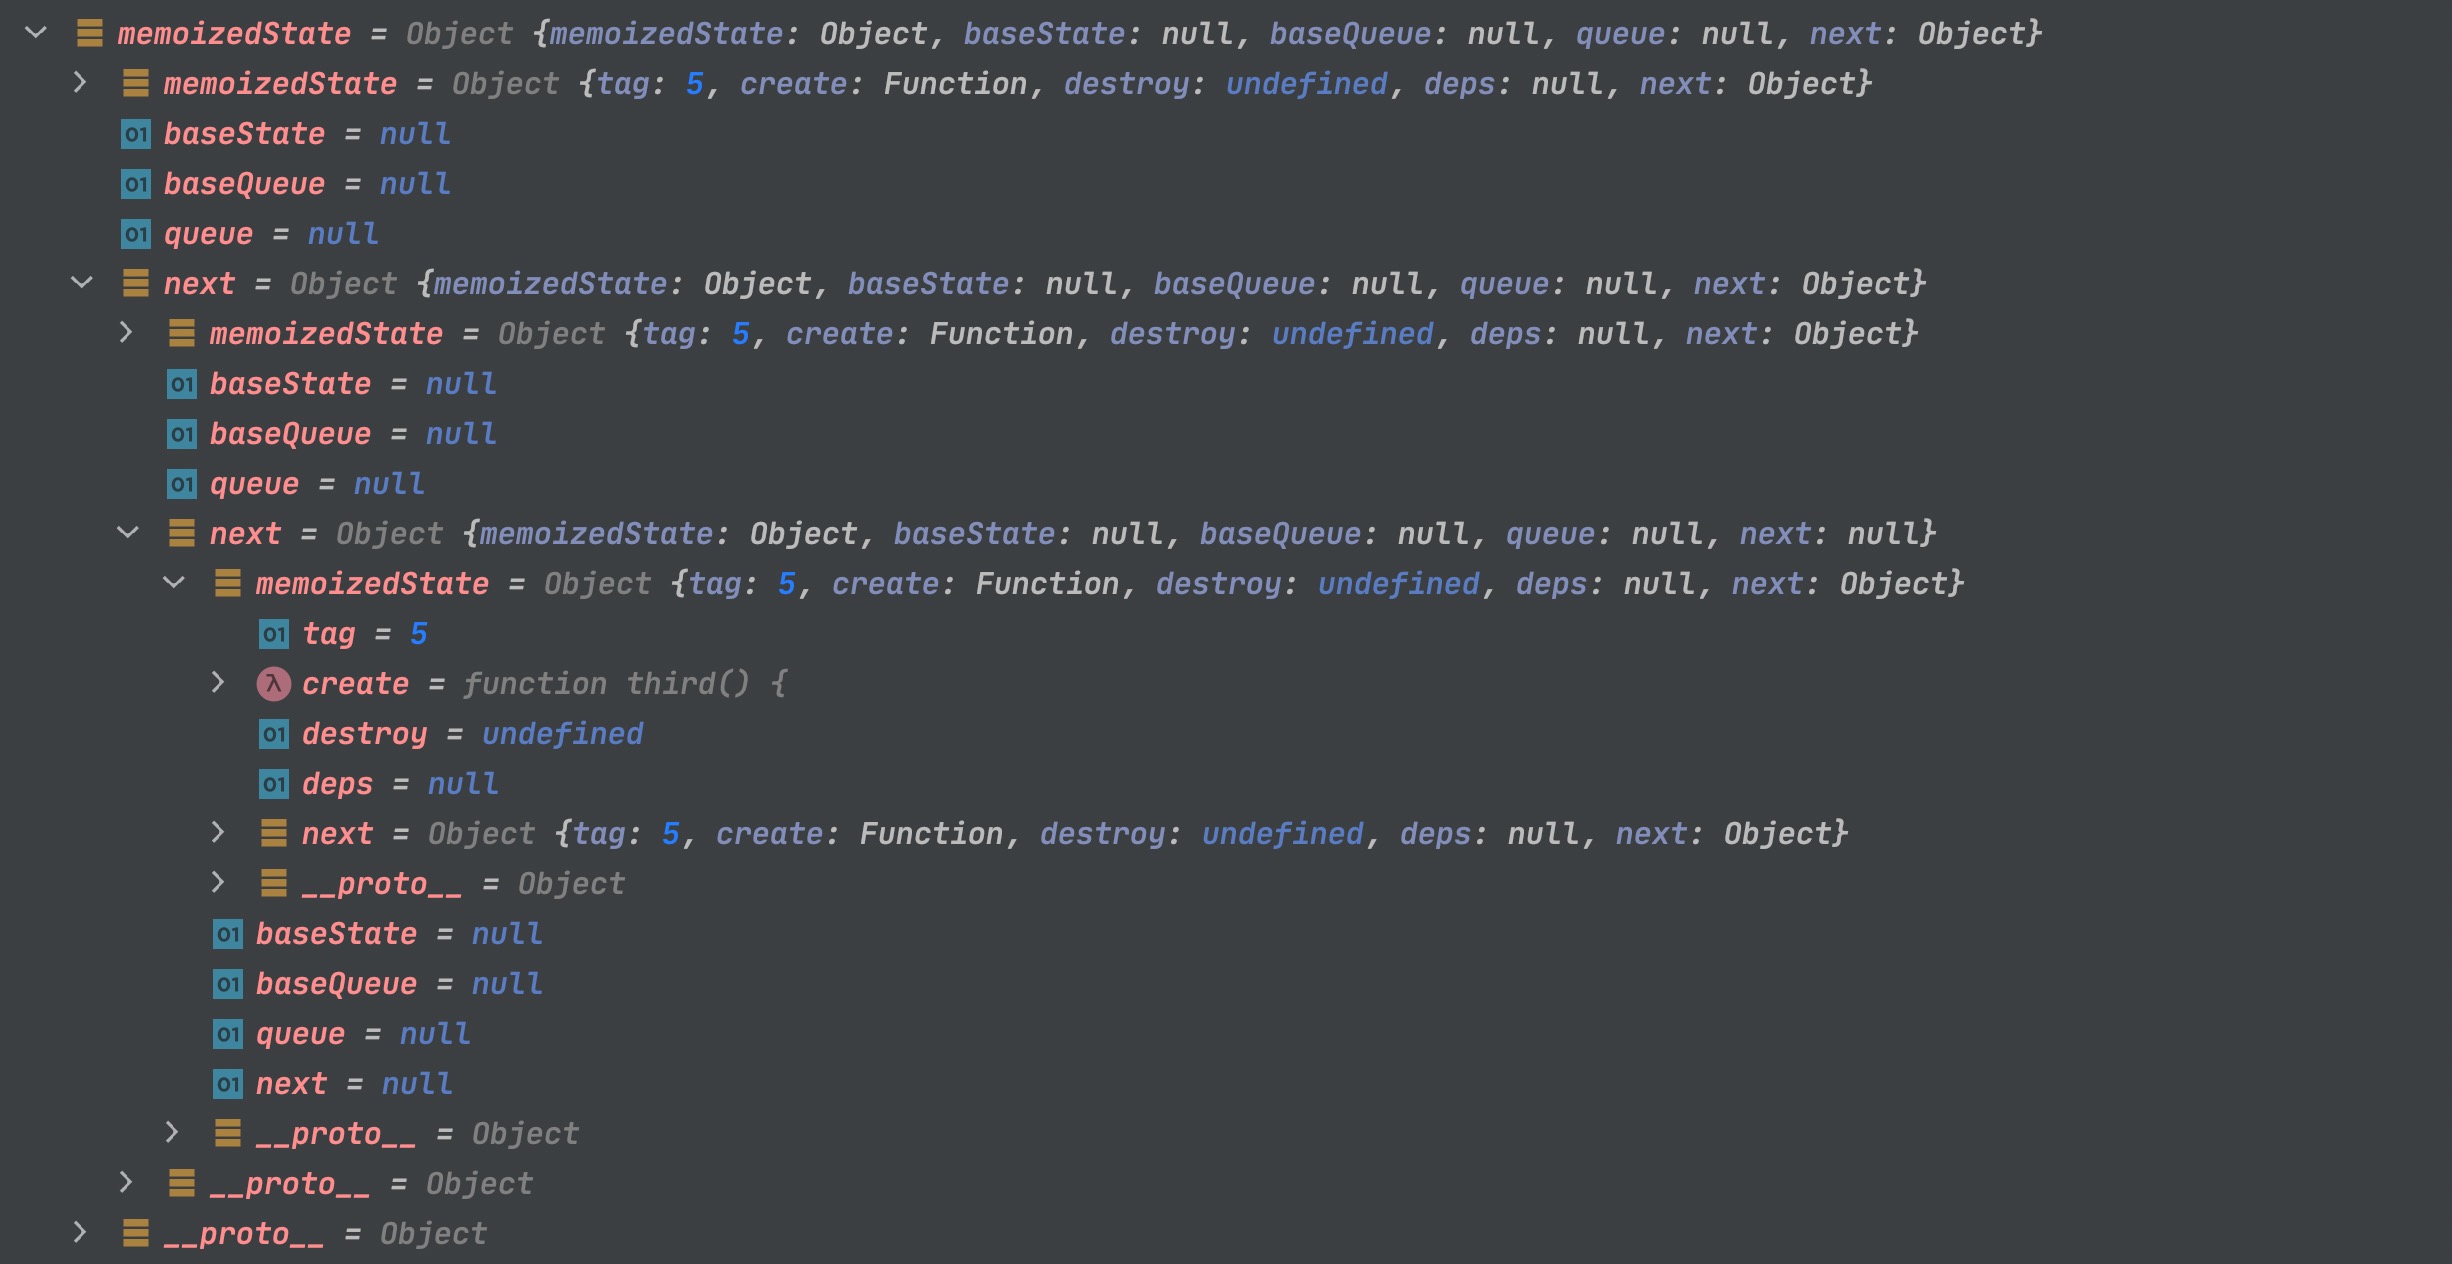 memoizedState = Object {memoizedState: Object, baseState: null, baseQueue: null, queue: null, next: Object}
memoizedState = Object {tag: 5, create: Function, destroy: undefined, deps: null, next: Object}
01 baseState = null
01 baseQueue = null
01 queue = null
next = Object {memoizedState: Object, baseState: null, baseQueue: null, queue: null, next: Object}
memoizedState = Object {tag: 5, create: Function, destroy: undefined, deps: null, next: Object}
01 baseState = null
01 baseQueue = null
01 queue = null
next = Object {memoizedState: Object, baseState: null, baseQueue: null, queue: null, next: null}
memoizedState = Object {tag: 5, create: Function, destroy: undefined, deps: null, next: Object}
01 tag = 5
λ create = function third() {
01 destroy = undefined
01 deps = null
next = Object {tag: 5, create: Function, destroy: undefined, deps: null, next: Object}
__proto__ = Object
01 baseState = null
01 baseQueue = null
01 queue = null
01 next = null
__proto__ = Object
__proto__ = Object
__proto__ = Object